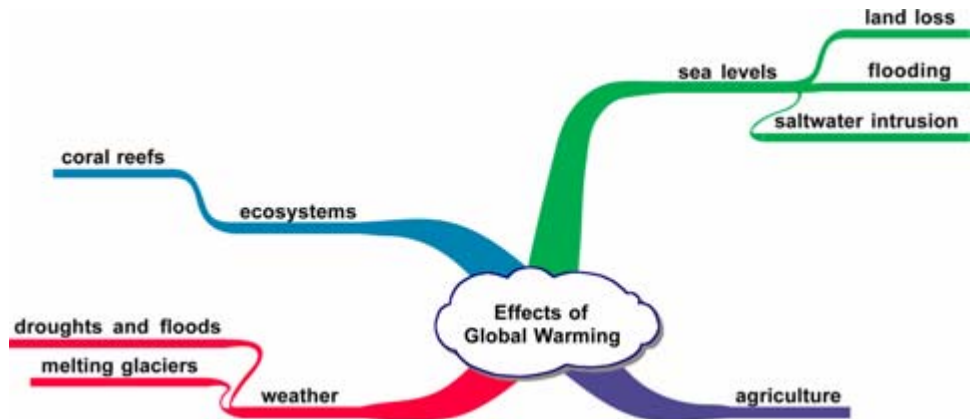 land loss
sea levels
flooding
saltwater intrusion
coral reefs
ecosystems
Effects of
Global Warming
droughts and floods
melting glaciers
weather
agriculture